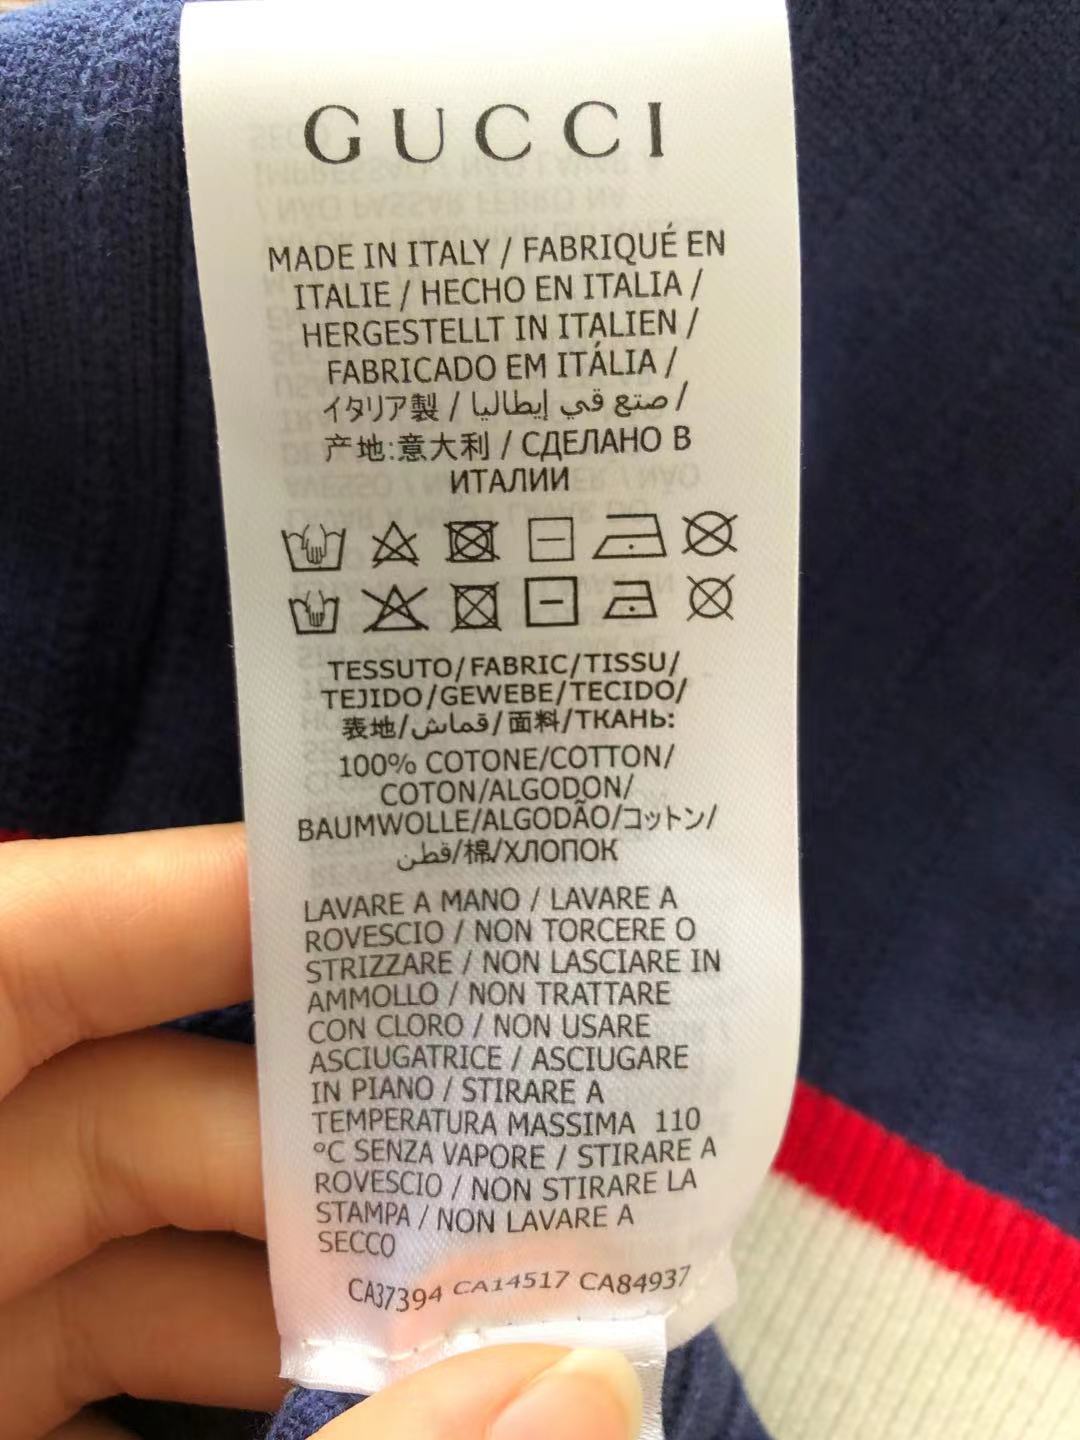 GUCCI
MADE IN ITALY / FABRIQUÉ EN
ITALIE / HECHO EN ITALIA /
HERGESTELLT IN ITALIEN /
FABRICADO EM ITÁLIA /
イタリア製 / صنع في إيطاليا /
产地:意大利 / СДЕЛАНО В
ИТАЛИИ
TESSUTO/FABRIC/TISSU/
TEJIDO/GEWEBE/TECIDO/
表地/قماش/面料/ТКАНЬ:
100% COTONE/COTTON/
COTON/ALGODON/
BAUMWOLLE/ALGODÃO/コットン/
قطن/棉/ХЛОПОК
LAVARE A MANO / LAVARE A
ROVESCIO / NON TORCERE O
STRIZZARE / NON LASCIARE IN
AMMOLLO / NON TRATTARE
CON CLORO / NON USARE
ASCIUGATRICE / ASCIUGARE
IN PIANO / STIRARE A
TEMPERATURA MASSIMA 110
°C SENZA VAPORE / STIRARE A
ROVESCIO / NON STIRARE LA
STAMPA / NON LAVARE A
SECCO
CA37394 CA14517 CA84937